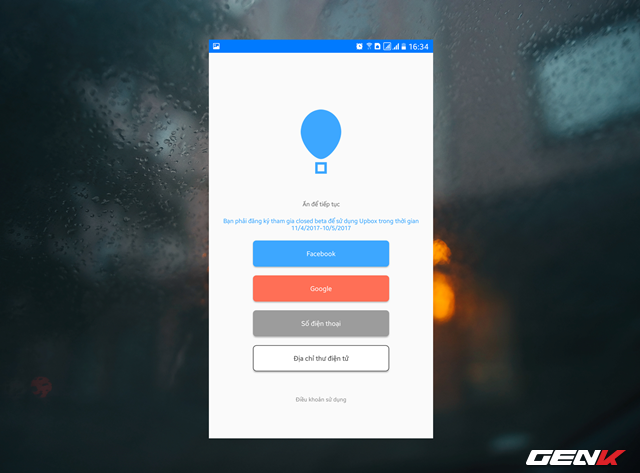 16:34
Ấn để tiếp tục
Bạn phải đăng ký tham gia closed beta để sử dụng Upbox trong thời gian
11/4/2017-10/5/2017
Facebook
Google
Số điện thoại
Địa chỉ thư điện tử
Điều khoản sử dụng
GENK